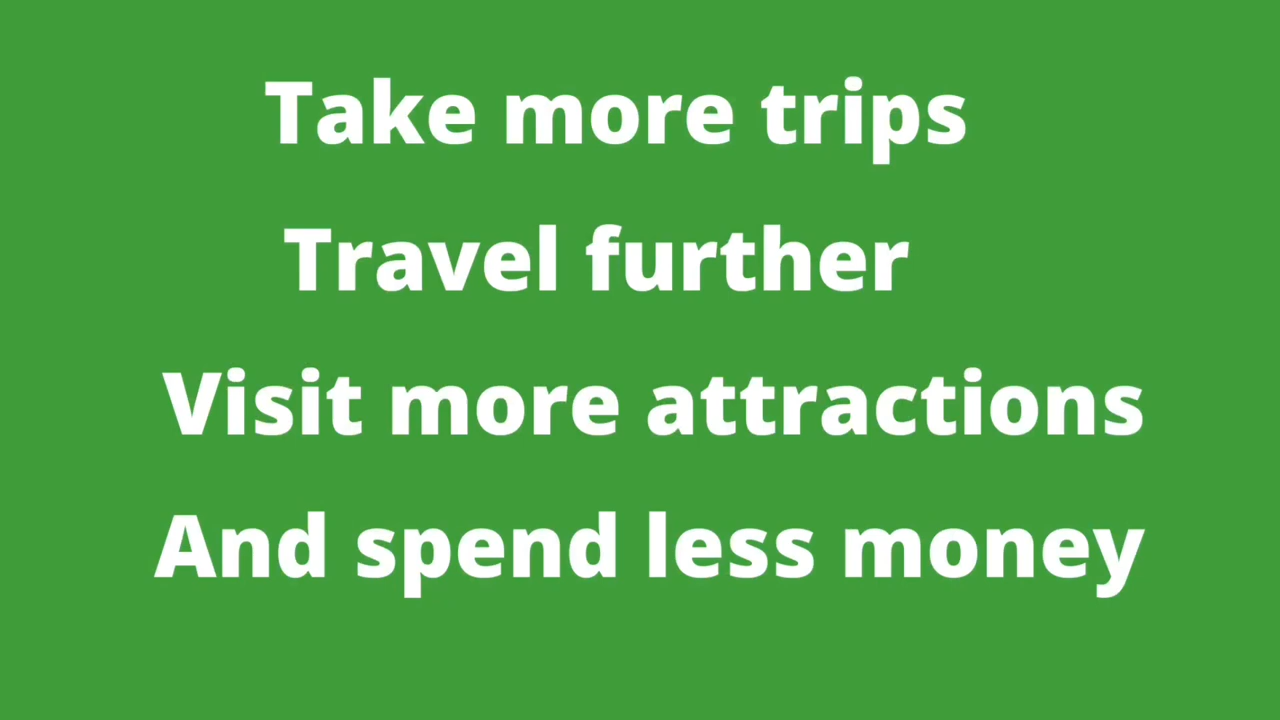 Take more trips
Travel further
Visit more attractions
And spend less money